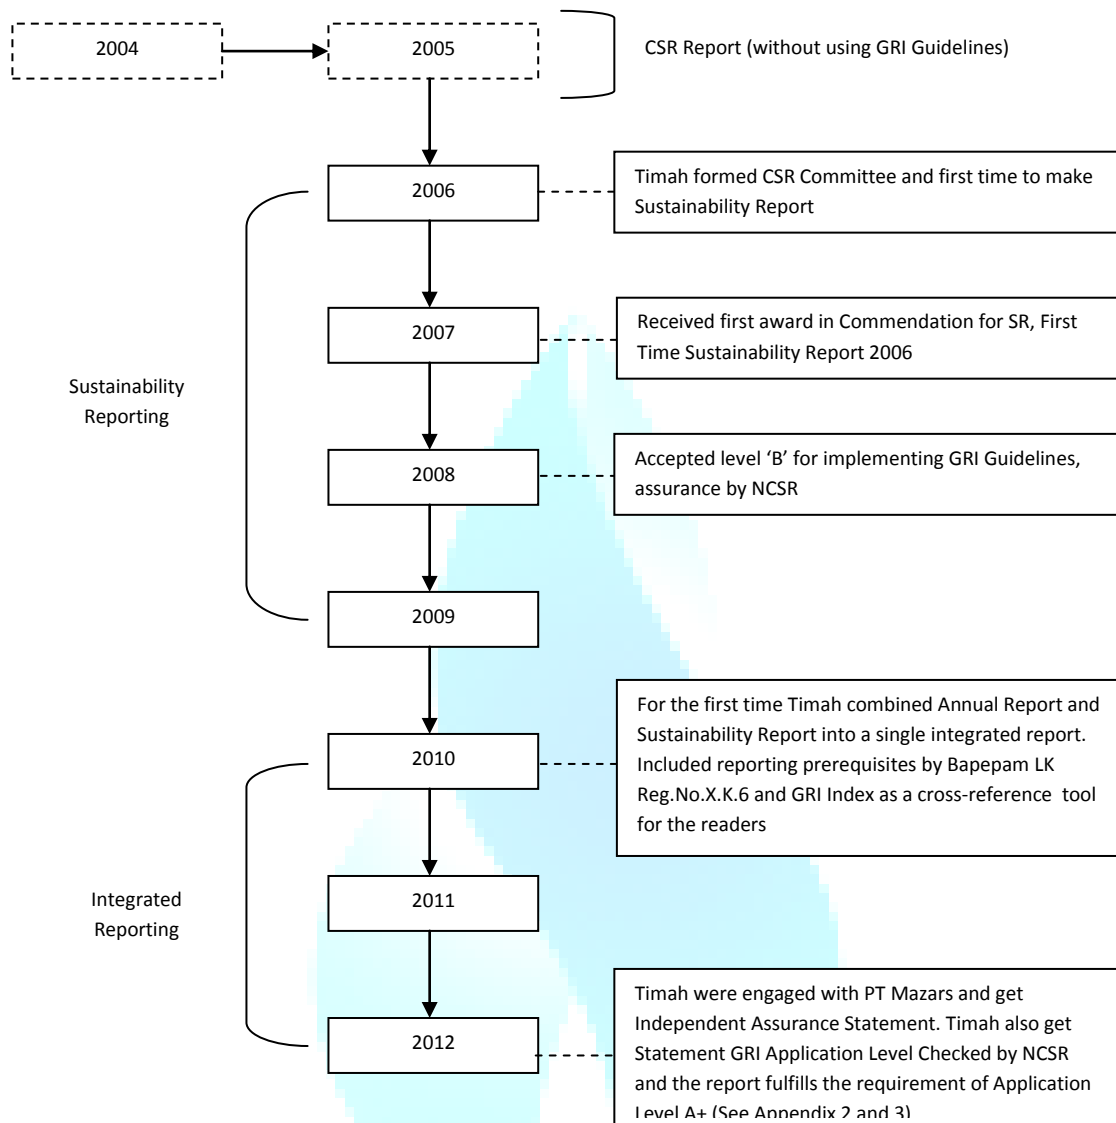 2004
2005
CSR Report (without using GRI Guidelines)
2006
Timah formed CSR Committee and first time to make
Sustainability Report
2007
Received first award in Commendation for SR, First
Time Sustainability Report 2006
Sustainability
Reporting
2008
Accepted level ‘B’ for implementing GRI Guidelines,
assurance by NCSR
2009
2010
For the first time Timah combined Annual Report and
Sustainability Report into a single integrated report.
Included reporting prerequisites by Bapepam LK
Reg.No.X.K.6 and GRI Index as a cross-reference tool
for the readers
Integrated
Reporting
2011
2012
Timah were engaged with PT Mazars and get
Independent Assurance Statement. Timah also get
Statement GRI Application Level Checked by NCSR
and the report fulfills the requirement of Application
Level A+ (See Appendix 2 and 3)